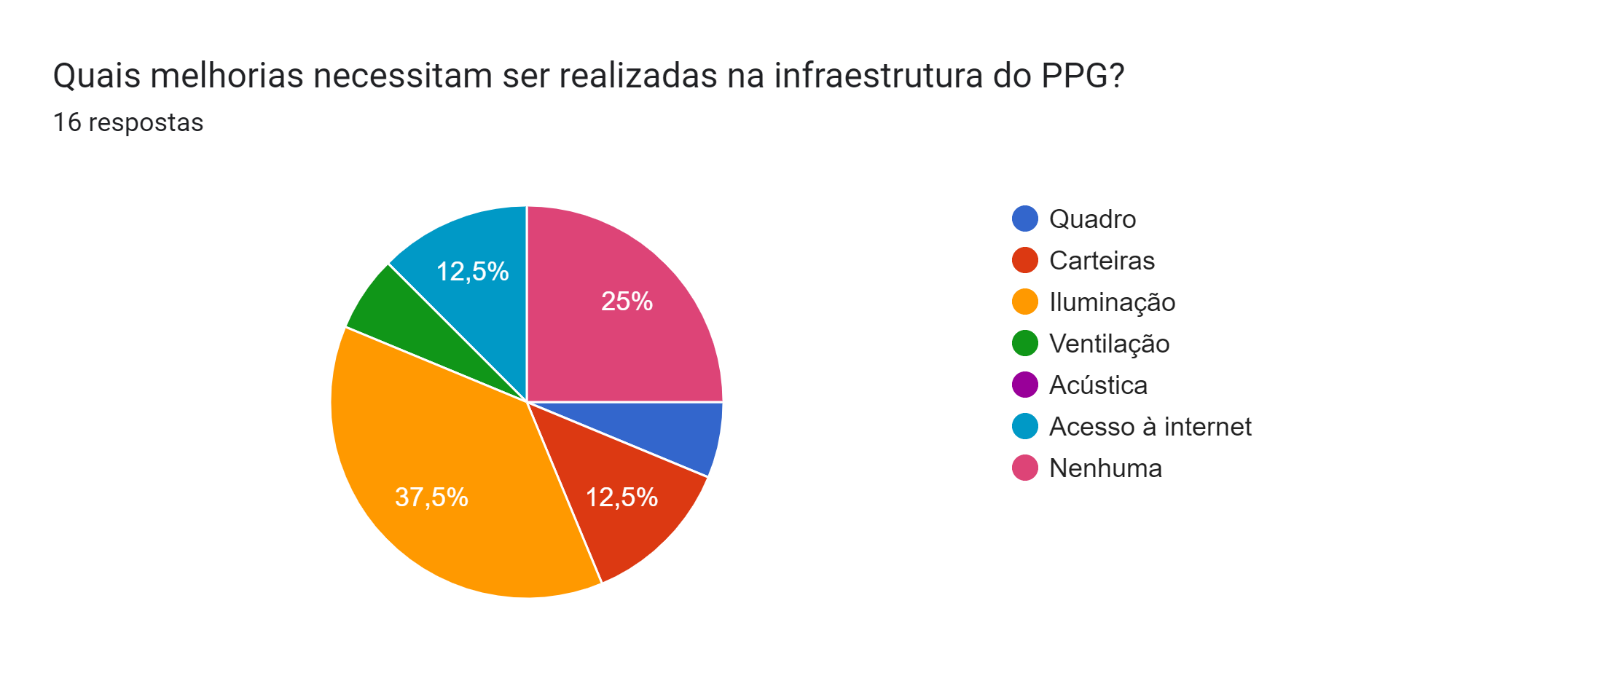 Quais melhorias necessitam ser realizadas na infraestrutura do PPG?
16 respostas
12,5%
25%
37,5%
12,5%
Quadro
Carteiras
Iluminação
Ventilação
Acústica
Acesso à internet
Nenhuma